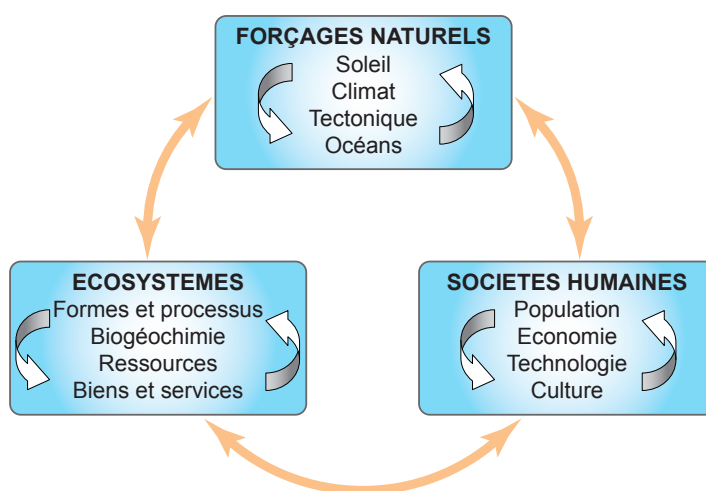 FORÇAGES NATURELS
Soleil
Climat
Tectonique
Océans
ECOSYSTEMES
Formes et processus
Biogéochimie
Ressources
Biens et services
SOCIETES HUMAINES
Population
Economie
Technologie
Culture